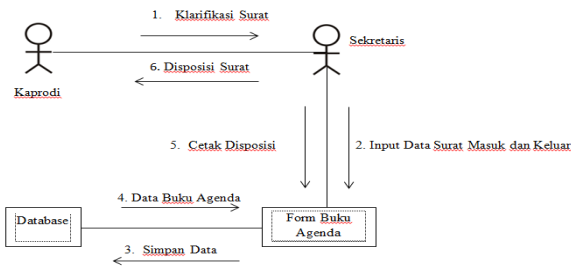 1. Klarifikasi Surat
Sekretaris
6. Disposisi Surat
Kaprodi
5. Cetak Disposisi
2. Input Data Surat Masuk dan Keluar
4. Data Buku Agenda
Database
Form Buku
Agenda
3. Simpan Data